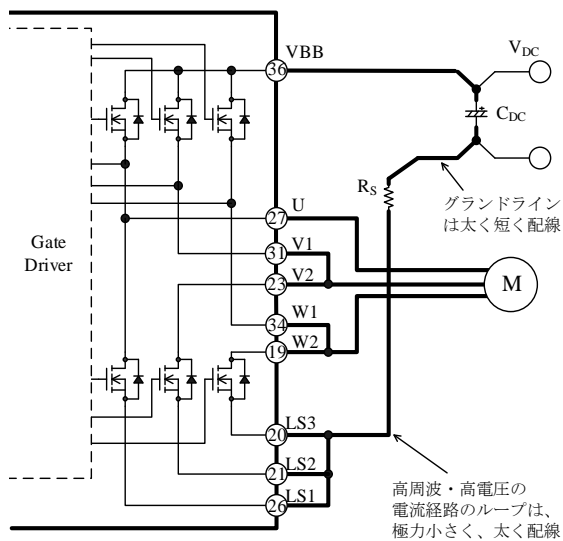 VBB
36
V_DC
C_DC
R_S
グランドライン
は太く短く配線
U
27
V1
31
V2
23
W1
34
W2
19
M
Gate
Driver
LS3
20
LS2
21
LS1
26
高周波・高電圧の
電流経路のループは、
極力小さく、太く配線